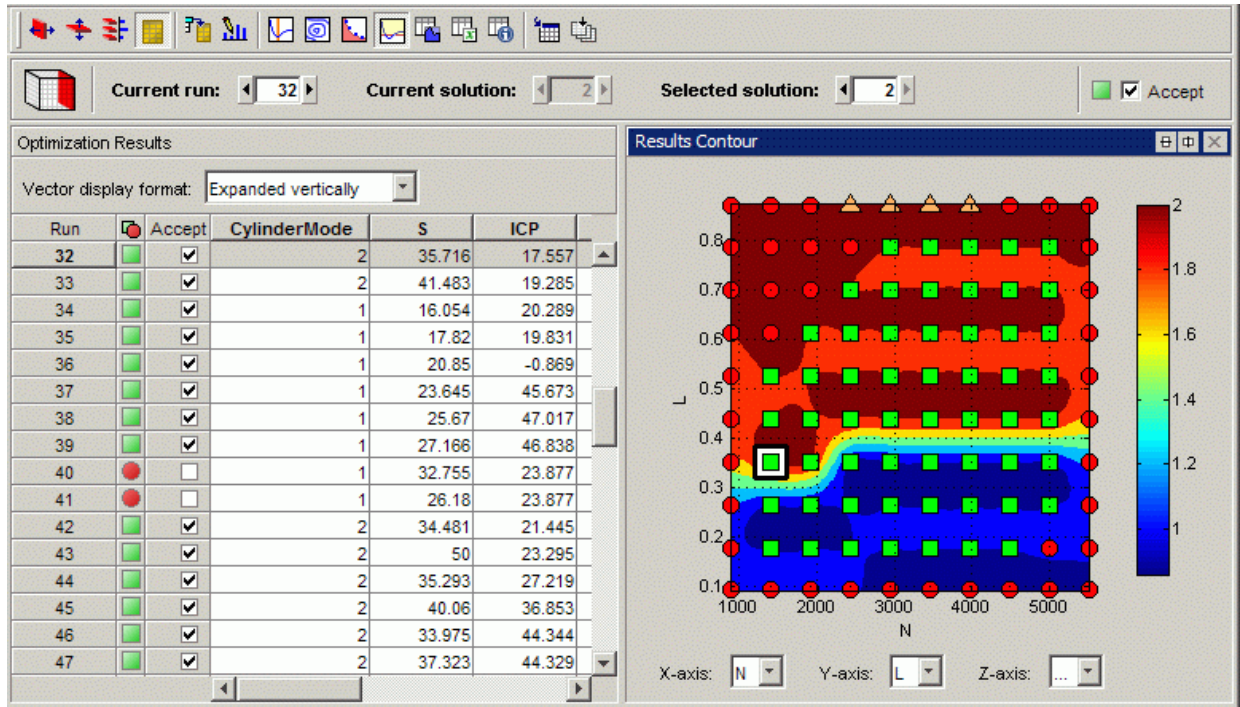 Current run: 32 Current solution: 2 Selected solution: 2 Accept
Optimization Results
Vector display format: Expanded vertically
Run Accept CylinderMode S ICP
32 2 35.716 17.557
33 2 41.483 19.285
34 1 16.054 20.289
35 1 17.82 19.831
36 1 20.85 -0.869
37 1 23.645 45.673
38 1 25.67 47.017
39 1 27.166 46.838
40 1 32.755 23.877
41 1 26.18 23.877
42 2 34.481 21.445
43 2 50 23.295
44 2 35.293 27.219
45 2 40.06 36.853
46 2 33.975 44.344
47 2 37.323 44.329
Results Contour
0.8
0.7
0.6
0.5
0.4
0.3
0.2
0.1
L
1000 2000 3000 4000 5000
N
2
1.8
1.6
1.4
1.2
1
X-axis: N Y-axis: L Z-axis: ...